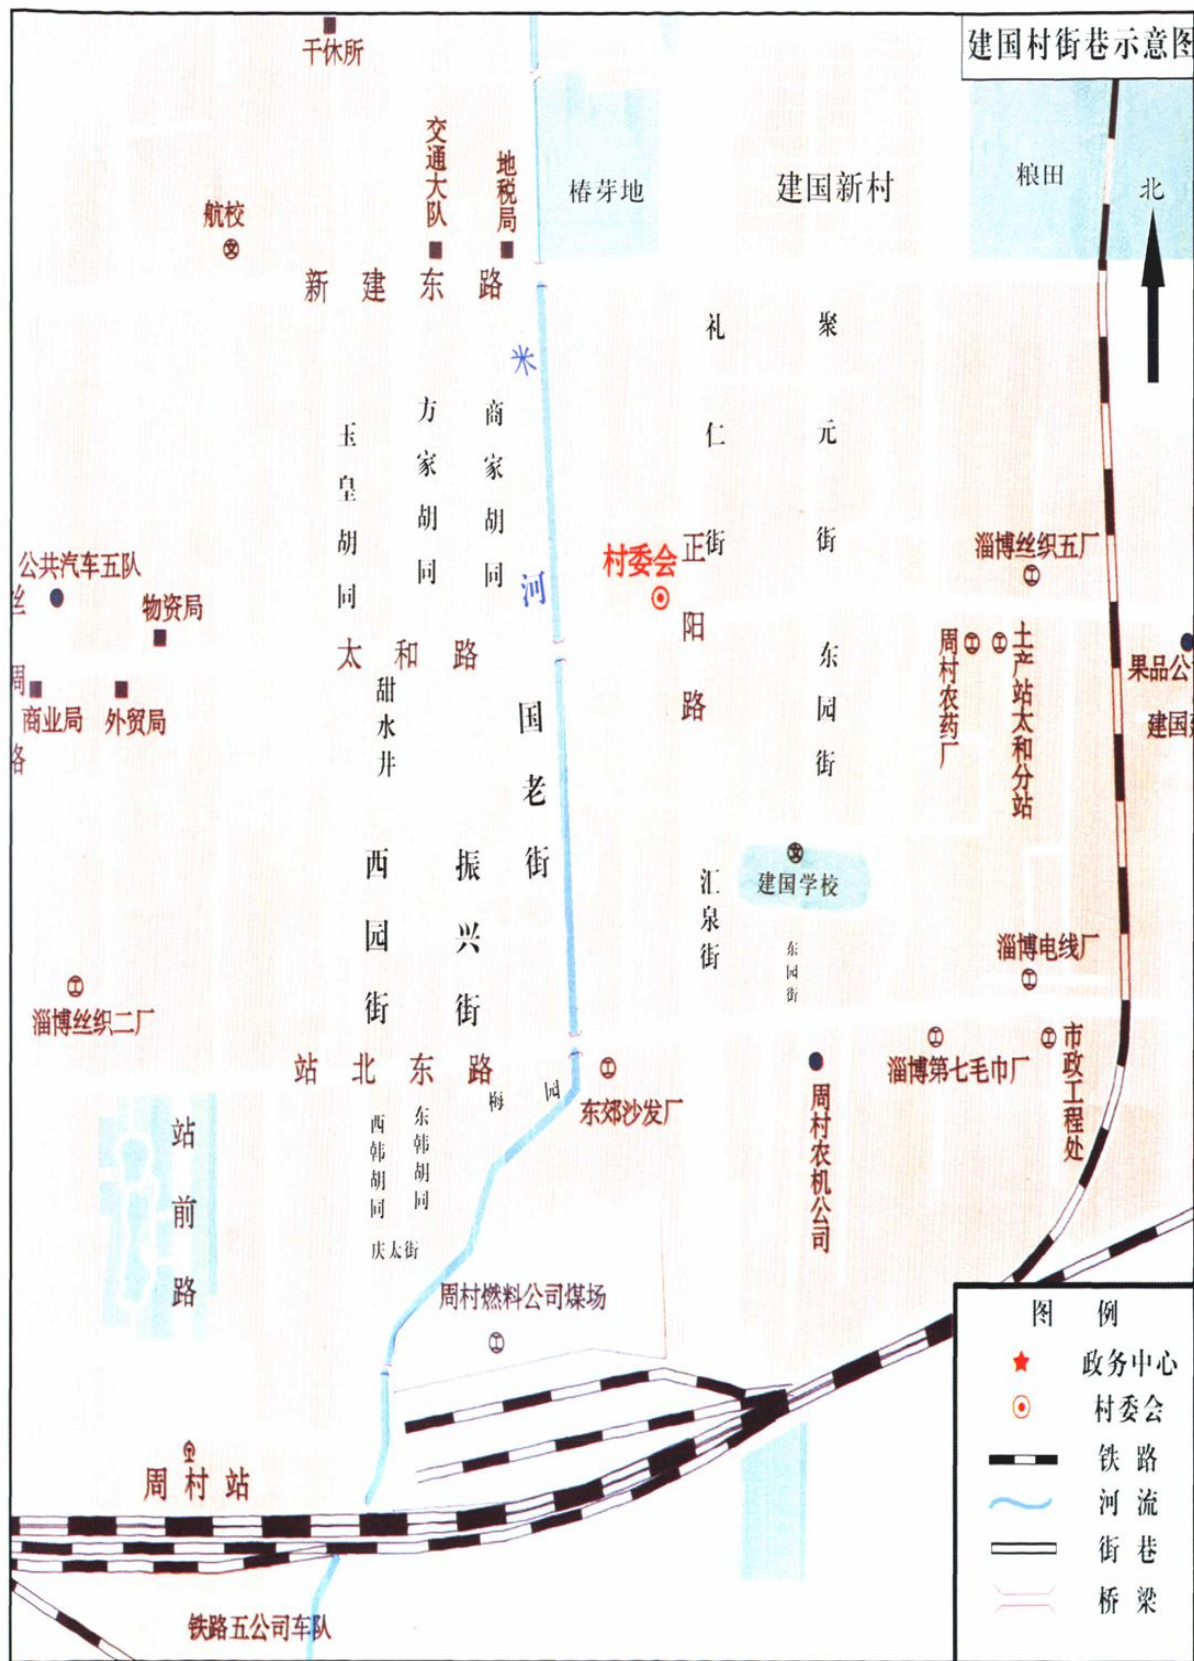 建国村街巷示意图
干休所
交通大队
地税局
椿芽地
建国新村
粮田
北
航校
新建东路
米河
礼仁街
聚元街
玉皇胡同
方家胡同
商家胡同
村委会
正阳路
淄博丝织五厂
公共汽车五队
丝
物资局
太和路
东园街
周村农药厂
土产站太和分站
果品公
周
路
商业局
外贸局
甜水井
国老街
建国
西园街
振兴街
汇泉街
建国学校
东园街
淄博电线厂
淄博丝织二厂
站北东路
梅园
东郊沙发厂
周村农机公司
淄博第七毛巾厂
市政工程处
站前路
西韩胡同
东韩胡同
庆太街
周村燃料公司煤场
周村站
铁路五公司车队
图例
政务中心
村委会
铁路
河流
街巷
桥梁